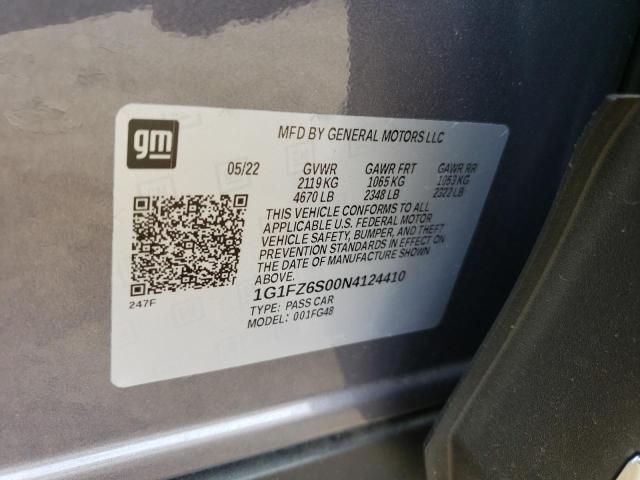 gm
MFD BY GENERAL MOTORS LLC
05/22 GVWR GAWR FRT GAWR RR
2119 KG 1065 KG 1053 KG
4670 LB 2348 LB 2322 LB
THIS VEHICLE CONFORMS TO ALL
APPLICABLE U.S. FEDERAL MOTOR
VEHICLE SAFETY, BUMPER, AND THEFT
PREVENTION STANDARDS IN EFFECT ON
THE DATE OF MANUFACTURE SHOWN
ABOVE.
1G1FZ6S00N4124410
TYPE: PASS CAR
MODEL: 001FG48
247F